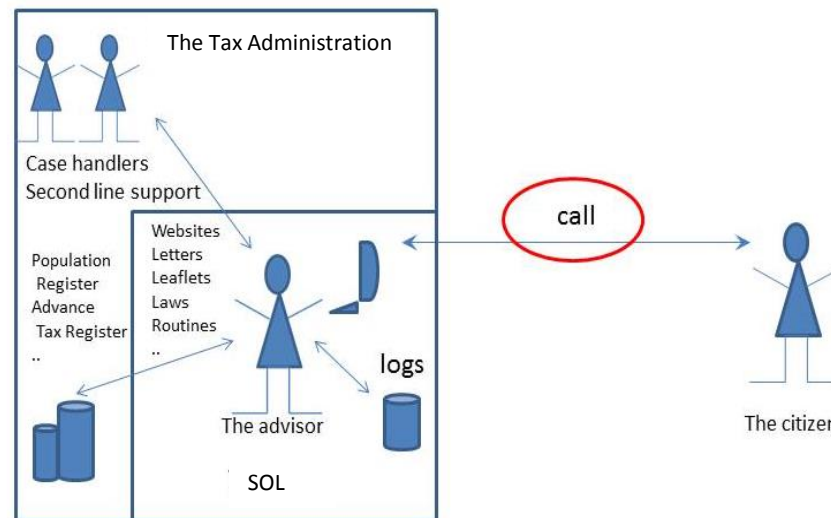 The Tax Administration
Case handlers
Second line support
call
Websites
Letters
Leaflets
Laws
Routines
..
Population
Register
Advance
Tax Register
..
logs
The advisor
The citizen
SOL